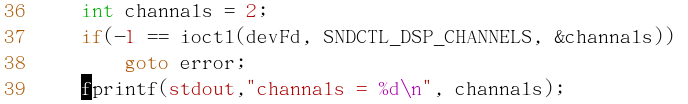 36 int channals = 2;
37 if(-1 == ioctl(devFd, SNDCTL_DSP_CHANNELS, &channals))
38 goto error;
39 fprintf(stdout,"channals = %d\n", channals);